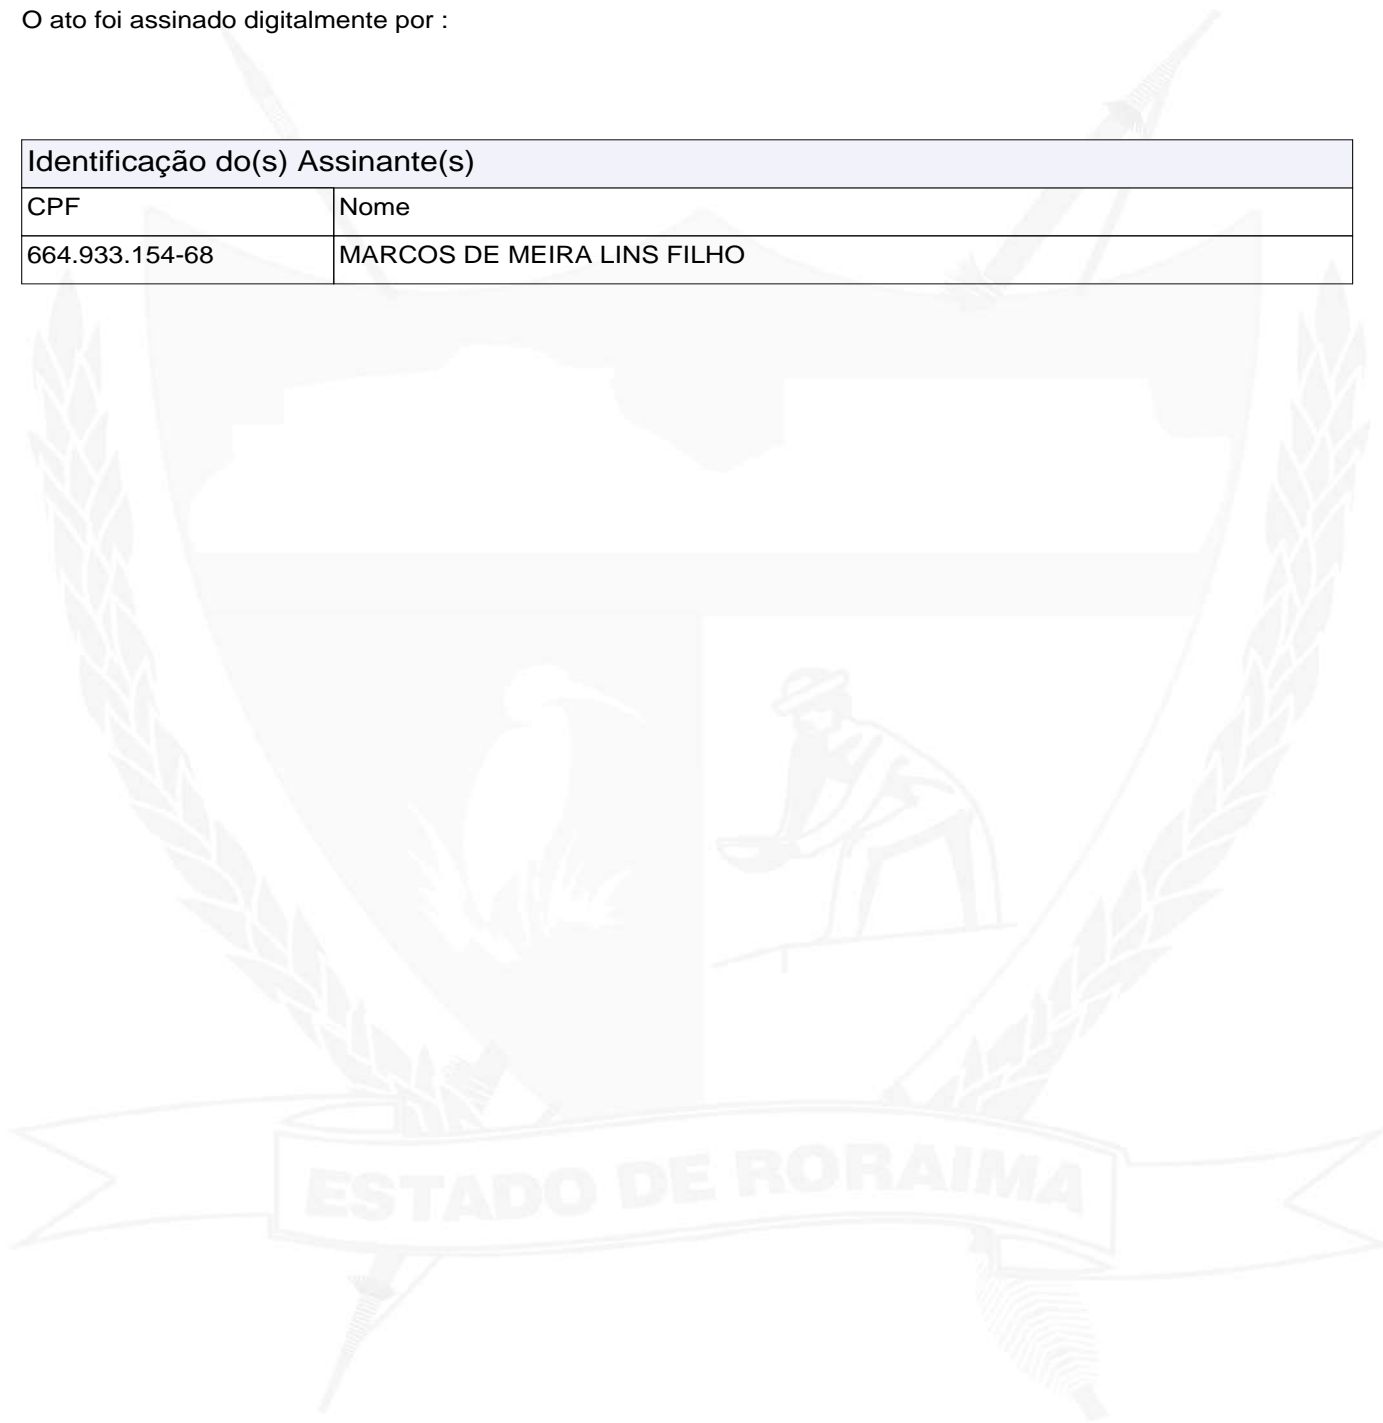 O ato foi assinado digitalmente por :
Identificação do(s) Assinante(s)
CPF Nome
664.933.154-68 MARCOS DE MEIRA LINS FILHO
ESTADO DE RORAIMA